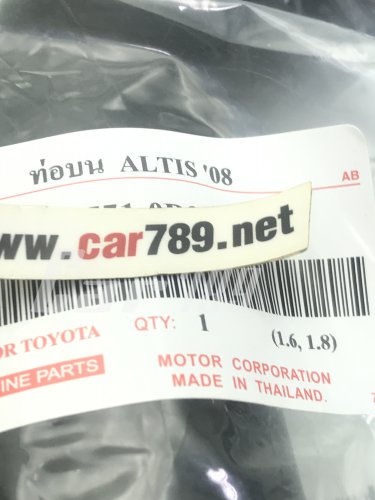 ท่อบน ALTIS '08
AB
ww.car789.net
OR TOYOTA
QTY: 1
(1.6, 1.8)
INE PARTS
MOTOR CORPORATION
MADE IN THAILAND.